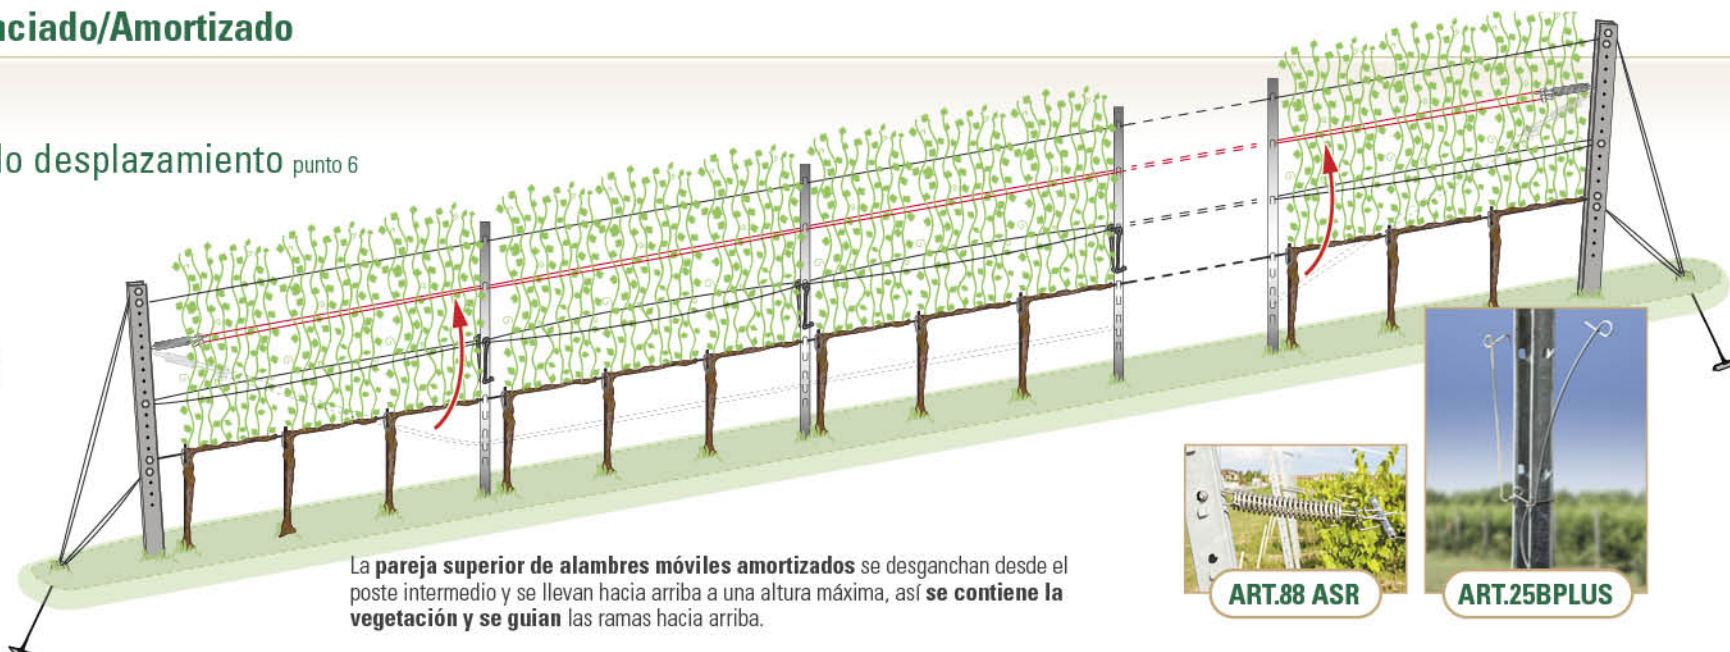 nciado/Amortizado
lo desplazamiento punto 6
La pareja superior de alambres móviles amortizados se desganchan desde el
poste intermedio y se llevan hacia arriba a una altura máxima, así se contiene la
vegetación y se guian las ramas hacia arriba.
ART.88 ASR
ART.25BPLUS